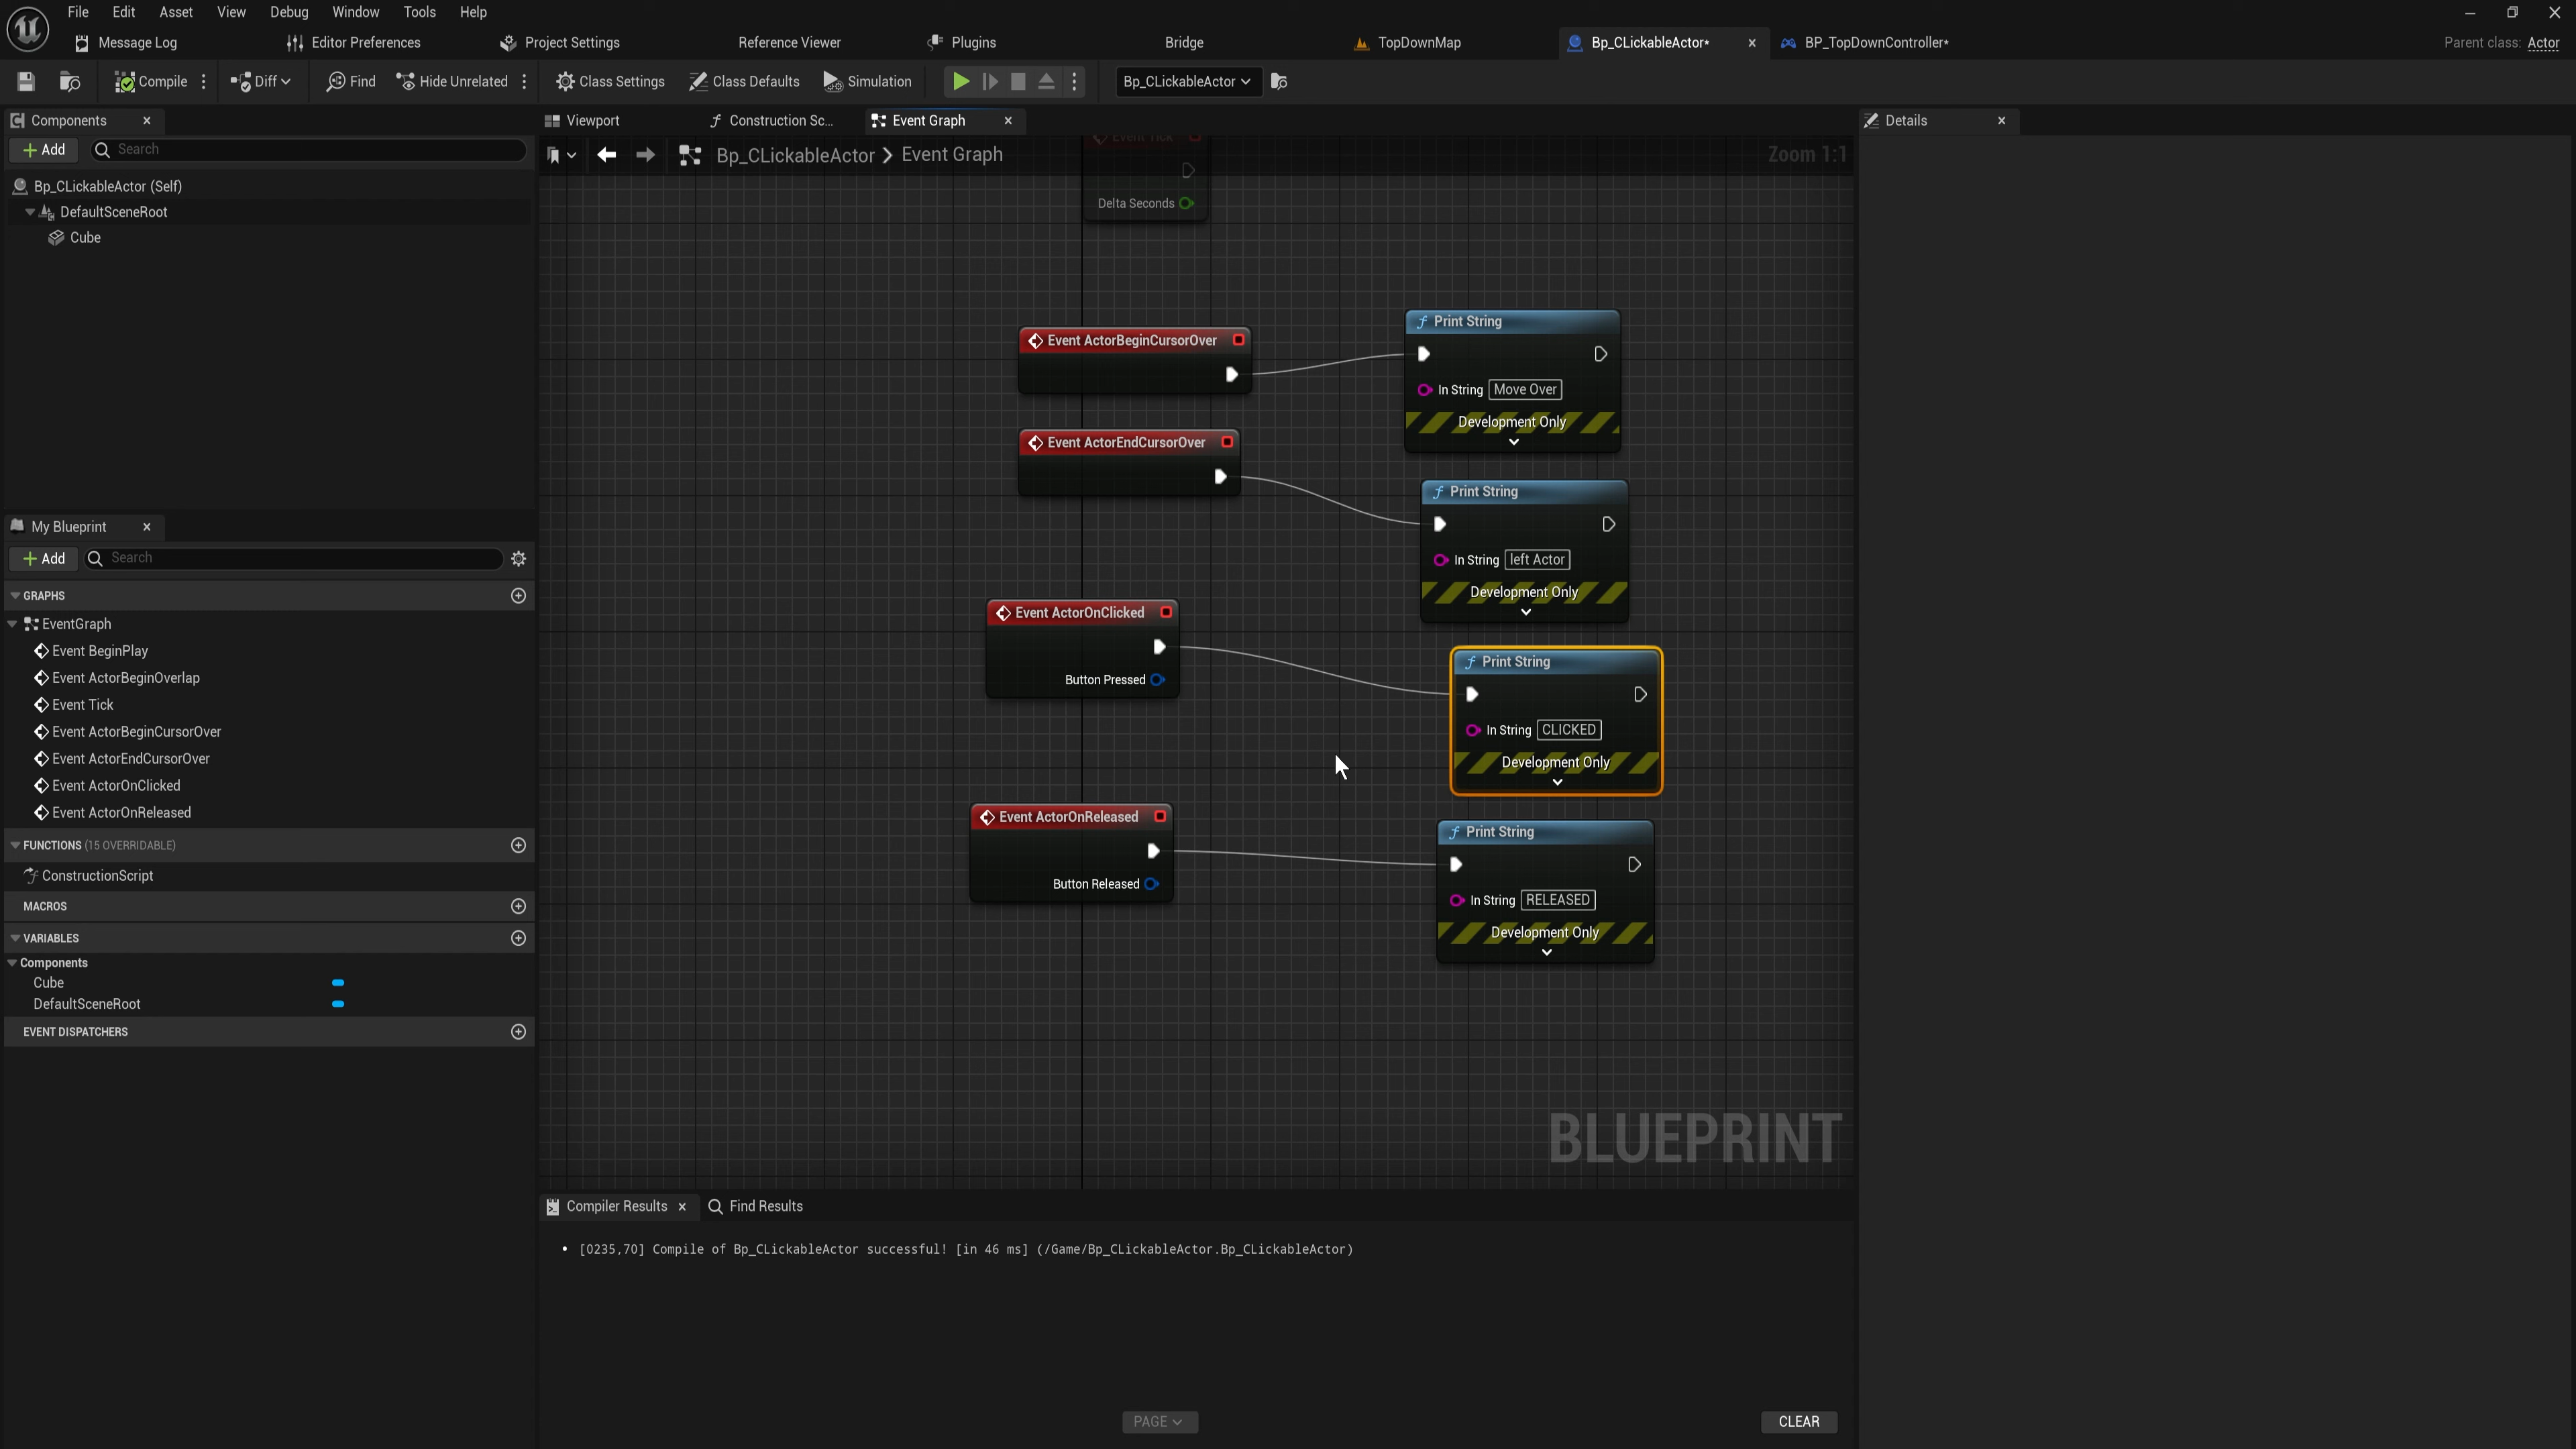 File Edit Asset View Debug Window Tools Help
Message Log Editor Preferences Project Settings Reference Viewer Plugins Bridge TopDownMap Bp_CLickableActor* BP_TopDownController* Parent class: Actor
Compile Diff Find Hide Unrelated Class Settings Class Defaults Simulation Bp_CLickableActor
Components
Add Search
Bp_CLickableActor (Self)
DefaultSceneRoot
Cube
My Blueprint
Add Search
GRAPHS
EventGraph
Event BeginPlay
Event ActorBeginOverlap
Event Tick
Event ActorBeginCursorOver
Event ActorEndCursorOver
Event ActorOnClicked
Event ActorOnReleased
FUNCTIONS (15 OVERRIDABLE)
ConstructionScript
MACROS
VARIABLES
Components
Cube
DefaultSceneRoot
EVENT DISPATCHERS
Viewport Construction Sc... Event Graph
Bp_CLickableActor > Event Graph Zoom 1:1
Event Tick
Delta Seconds
Event ActorBeginCursorOver
Print String
In String Move Over
Development Only
Event ActorEndCursorOver
Print String
In String left Actor
Development Only
Event ActorOnClicked
Button Pressed
Print String
In String CLICKED
Development Only
Event ActorOnReleased
Button Released
Print String
In String RELEASED
Development Only
BLUEPRINT
Compiler Results Find Results
• [0235,70] Compile of Bp_CLickableActor successful! [in 46 ms] (/Game/Bp_CLickableActor.Bp_CLickableActor)
PAGE CLEAR
Details